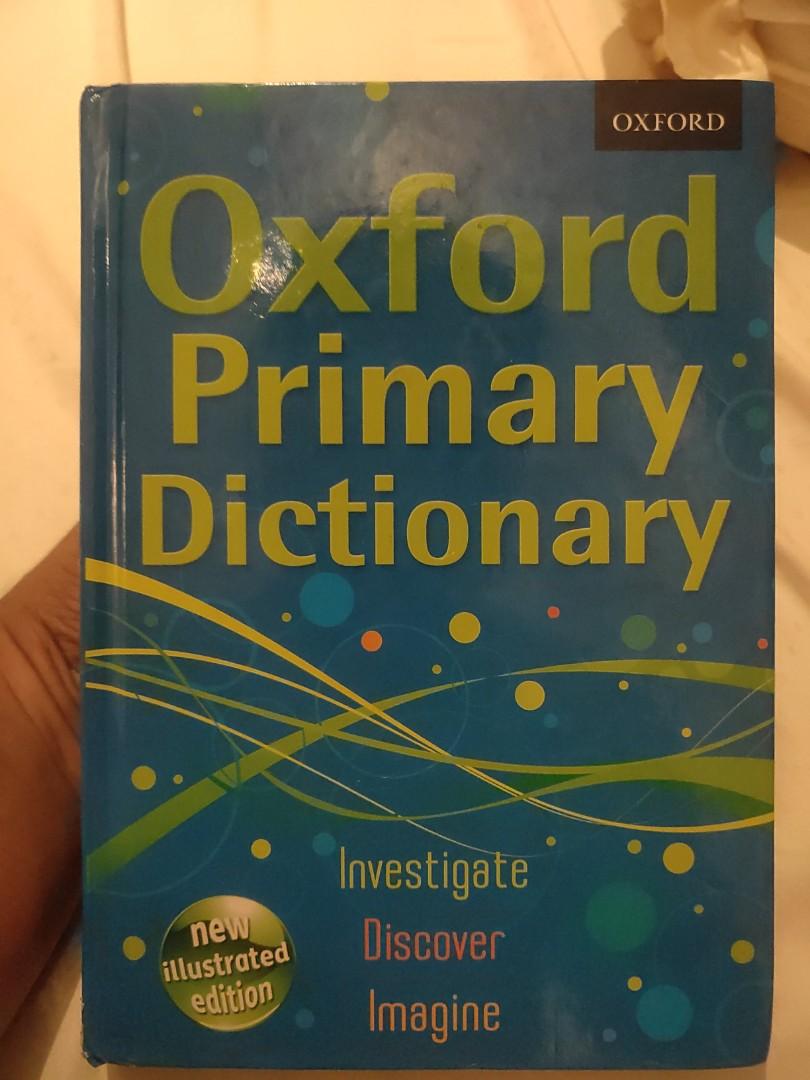 OXFORD
Oxford
Primary
Dictionary
Investigate
Discover
Imagine
new
illustrated
edition